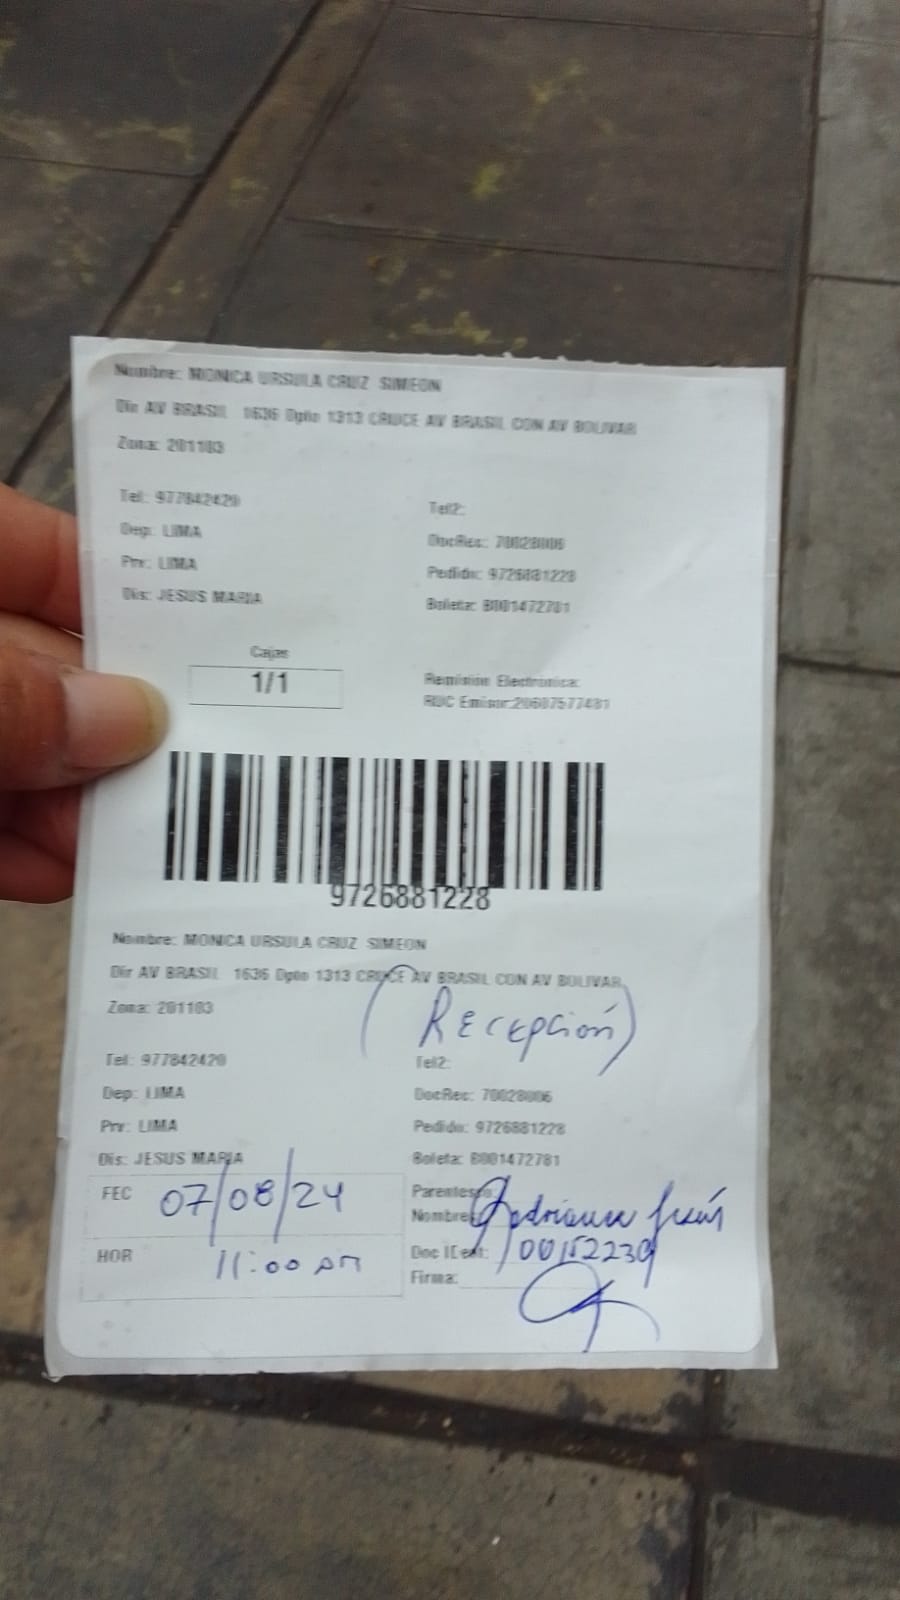 Nombre: MONICA URSULA CRUZ SIMEON
Dir AV BRASIL 1636 Dpto 1313 CRUCE AV BRASIL CON AV BOLIVAR
Zona: 201103
Tel: 977842420
Tel2:
Dep: LIMA
DocRec: 70028006
Prv: LIMA
Pedido: 9726881228
Dis: JESUS MARIA
Boleta: B001472781
Cajas
1/1
Remisión Electrónica:
RUC Emisor:20607577481
9726881228
Nombre: MONICA URSULA CRUZ SIMEON
Dir AV BRASIL 1636 Dpto 1313 CRUCE AV BRASIL CON AV BOLIVAR
Zona: 201103
(Recepción)
Tel: 977842420
Tel2:
Dep: LIMA
DocRec: 70028006
Prv: LIMA
Pedido: 9726881228
Dis: JESUS MARIA
Boleta: B001472781
FEC 07/08/24
Parentesco:
Nombre:
HOR 11:00 am
Doc IDent: 00152239
Firma: